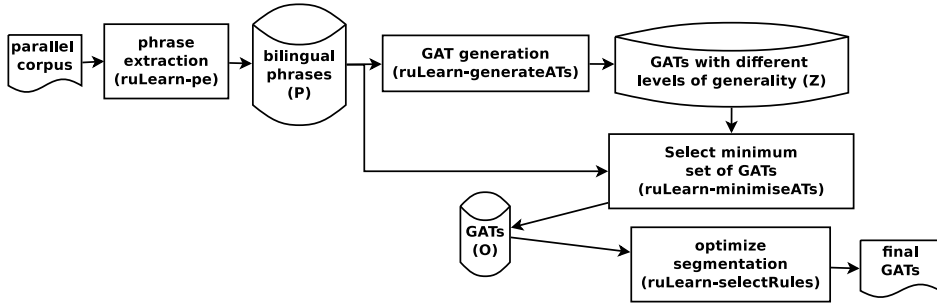 parallel
corpus
phrase
extraction
(ruLearn-pe)
bilingual
phrases
(P)
GAT generation
(ruLearn-generateATs)
GATs with different
levels of generality (Z)
Select minimum
set of GATs
(ruLearn-minimiseATs)
GATs
(O)
optimize
segmentation
(ruLearn-selectRules)
final
GATs